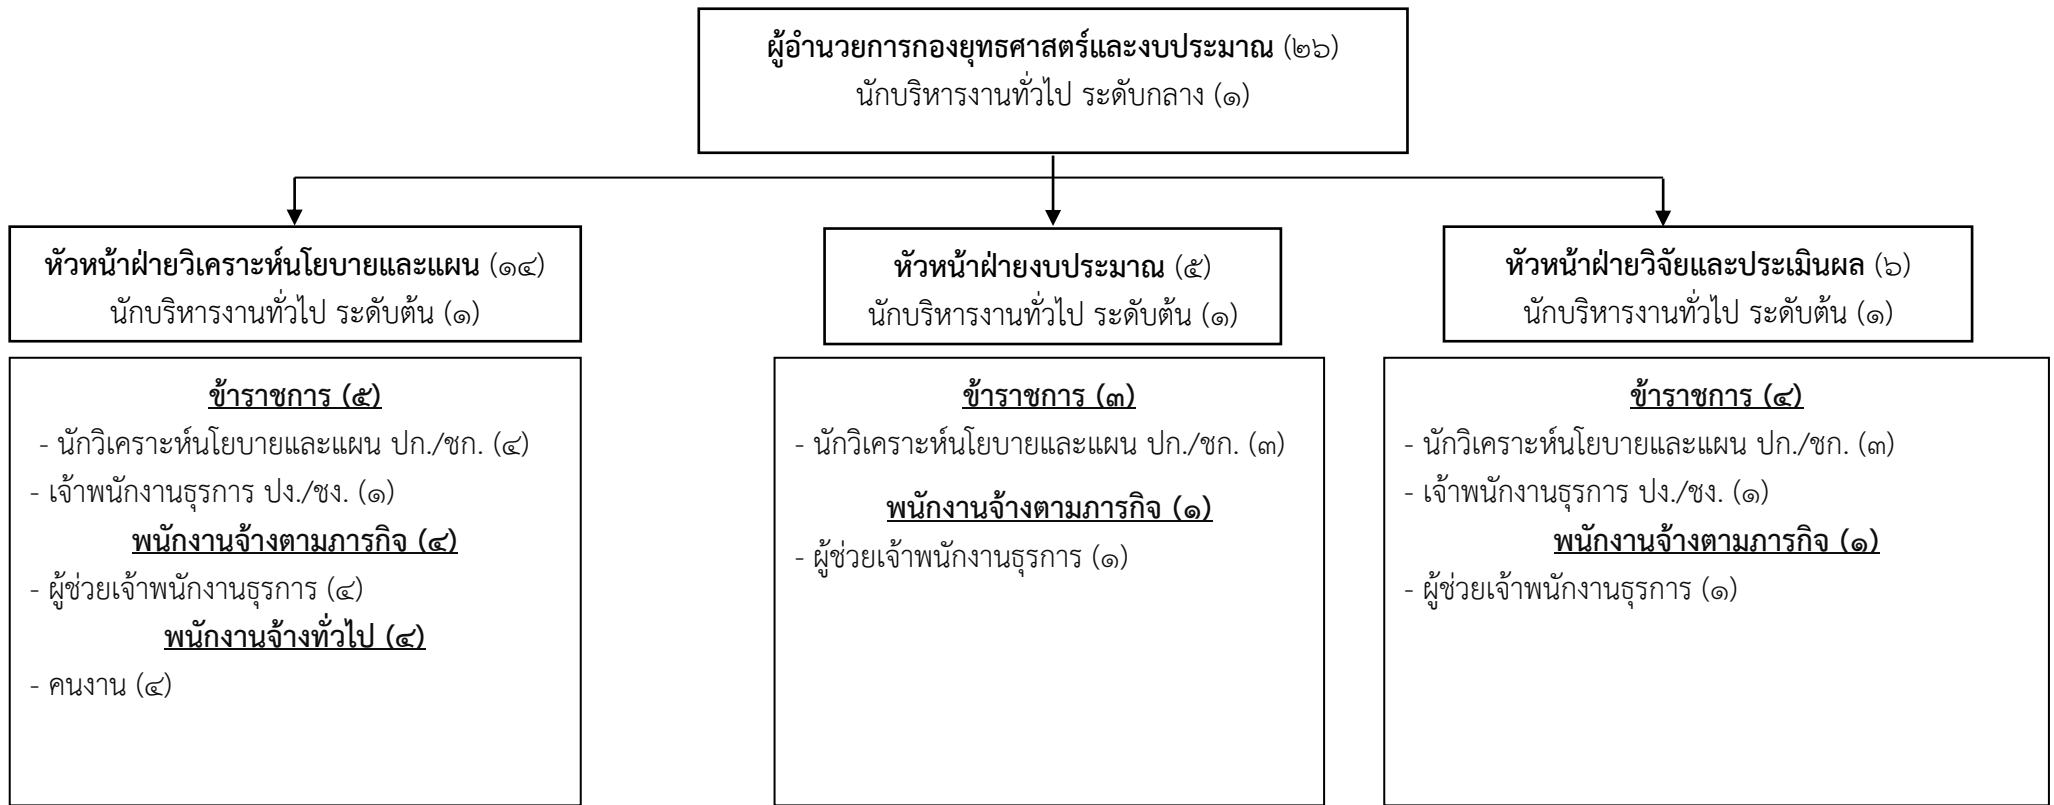 ผู้อำนวยการกองยุทธศาสตร์และงบประมาณ (๒๖)
นักบริหารงานทั่วไป ระดับกลาง (๑)
หัวหน้าฝ่ายวิเคราะห์นโยบายและแผน (๑๔)
นักบริหารงานทั่วไป ระดับต้น (๑)
ข้าราชการ (๕)
- นักวิเคราะห์นโยบายและแผน ปก./ชก. (๔)
- เจ้าพนักงานธุรการ ปง./ชง. (๑)
พนักงานจ้างตามภารกิจ (๔)
- ผู้ช่วยเจ้าพนักงานธุรการ (๔)
พนักงานจ้างทั่วไป (๔)
- คนงาน (๔)
หัวหน้าฝ่ายงบประมาณ (๕)
นักบริหารงานทั่วไป ระดับต้น (๑)
ข้าราชการ (๓)
- นักวิเคราะห์นโยบายและแผน ปก./ชก. (๓)
พนักงานจ้างตามภารกิจ (๑)
- ผู้ช่วยเจ้าพนักงานธุรการ (๑)
หัวหน้าฝ่ายวิจัยและประเมินผล (๖)
นักบริหารงานทั่วไป ระดับต้น (๑)
ข้าราชการ (๔)
- นักวิเคราะห์นโยบายและแผน ปก./ชก. (๓)
- เจ้าพนักงานธุรการ ปง./ชง. (๑)
พนักงานจ้างตามภารกิจ (๑)
- ผู้ช่วยเจ้าพนักงานธุรการ (๑)